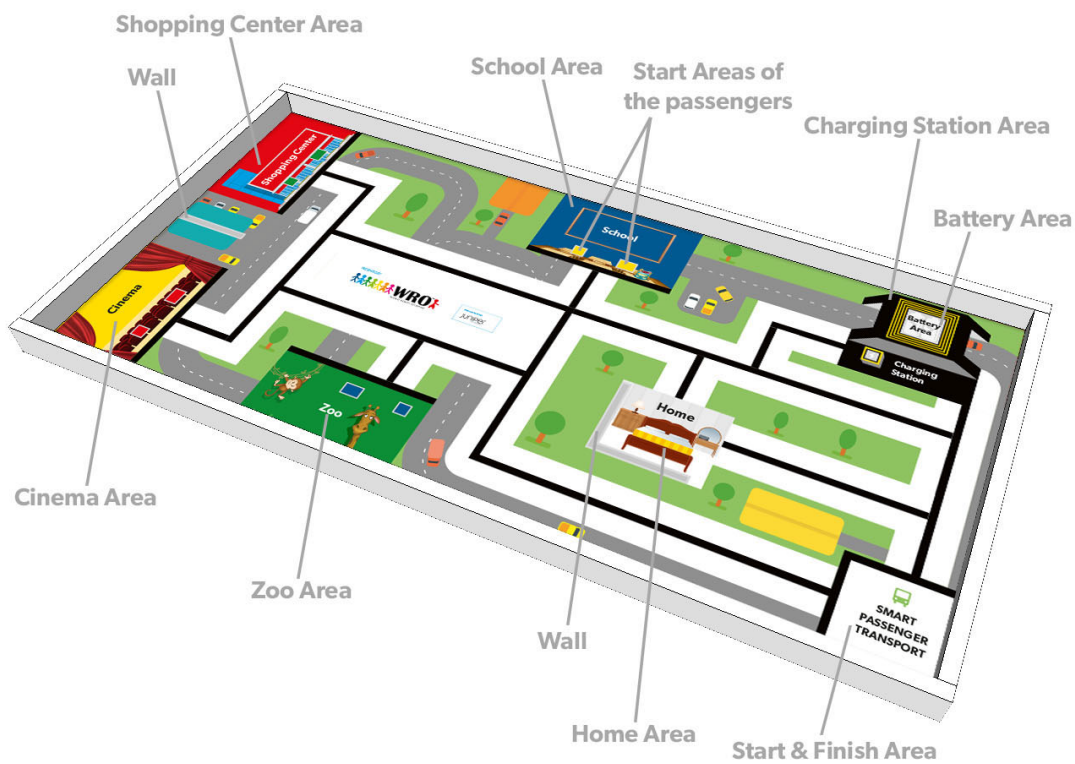 Shopping Center Area
Wall
School Area
Start Areas of
the passengers
Charging Station Area
Battery Area
Shopping Center
School
Cinema
WRO
Juniper
Battery
Area
Charging
Station
Zoo
Home
Cinema Area
Zoo Area
Wall
Home Area
SMART
PASSENGER
TRANSPORT
Start & Finish Area